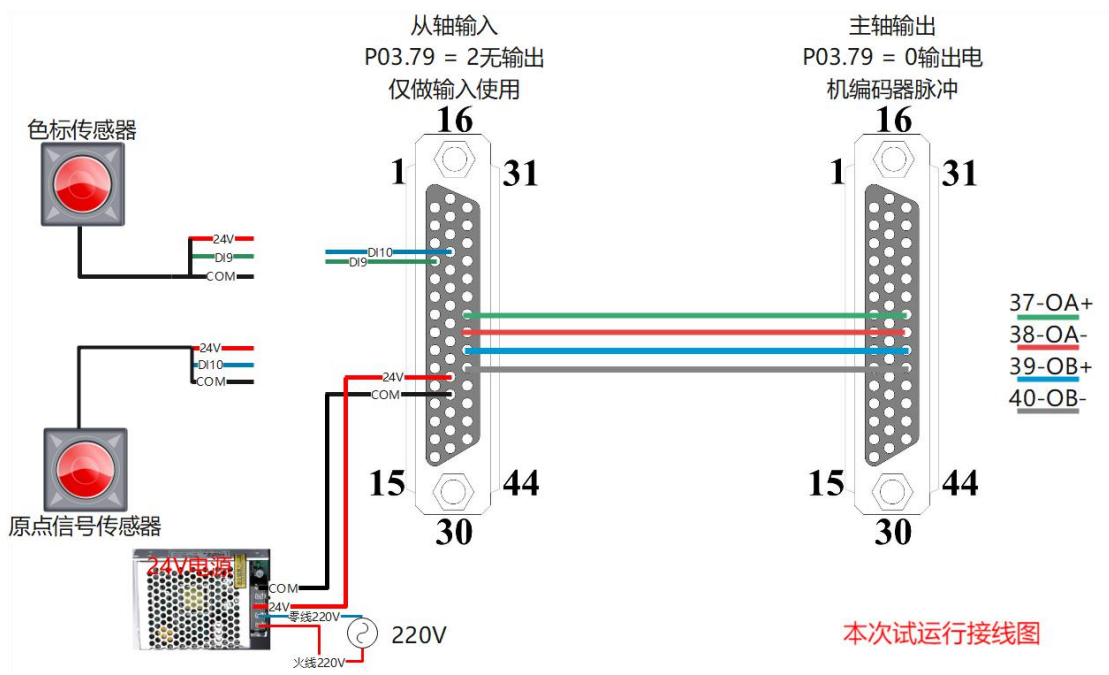 从轴输入
P03.79 = 2无输出
仅做输入使用
主轴输出
P03.79 = 0输出电
机编码器脉冲
16
1
31
15
44
30
16
1
31
15
44
30
色标传感器
24V
DI9
COM
DI10
DI9
24V
DI10
COM
24V
COM
原点信号传感器
24V电源
COM
24V
零线220V
火线220V
220V
37-OA+
38-OA-
39-OB+
40-OB-
本次试运行接线图